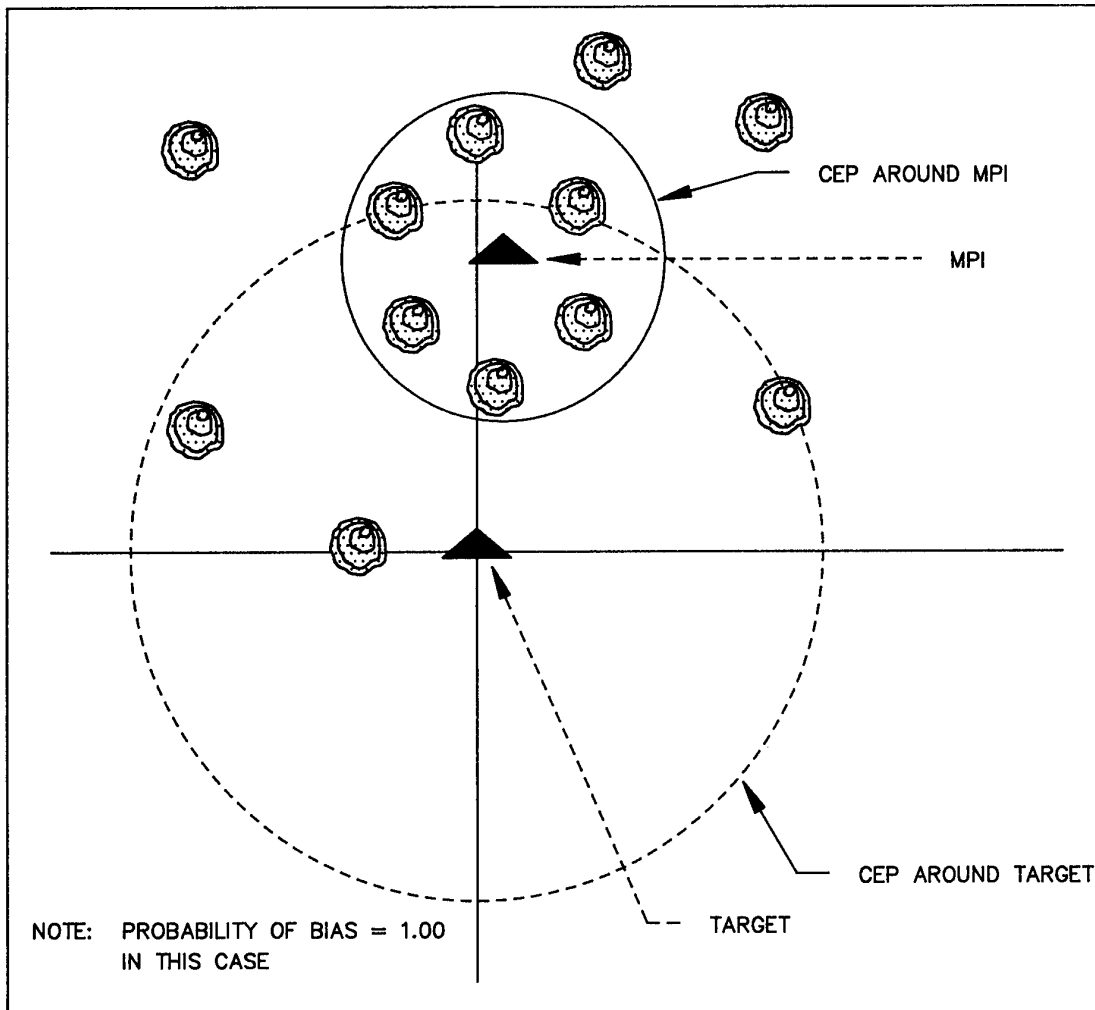 CEP AROUND MPI
MPI
CEP AROUND TARGET
TARGET
NOTE: PROBABILITY OF BIAS = 1.00
IN THIS CASE